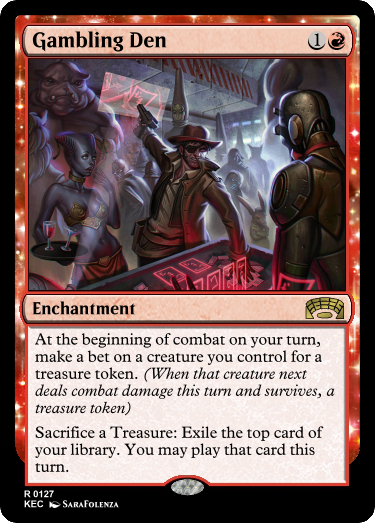 Gambling Den
1
Enchantment
At the beginning of combat on your turn,
make a bet on a creature you control for a
treasure token. (When that creature next
deals combat damage this turn and survives, a
treasure token)
Sacrifice a Treasure: Exile the top card of
your library. You may play that card this
turn.
R 0127
KEC SaraFolenza